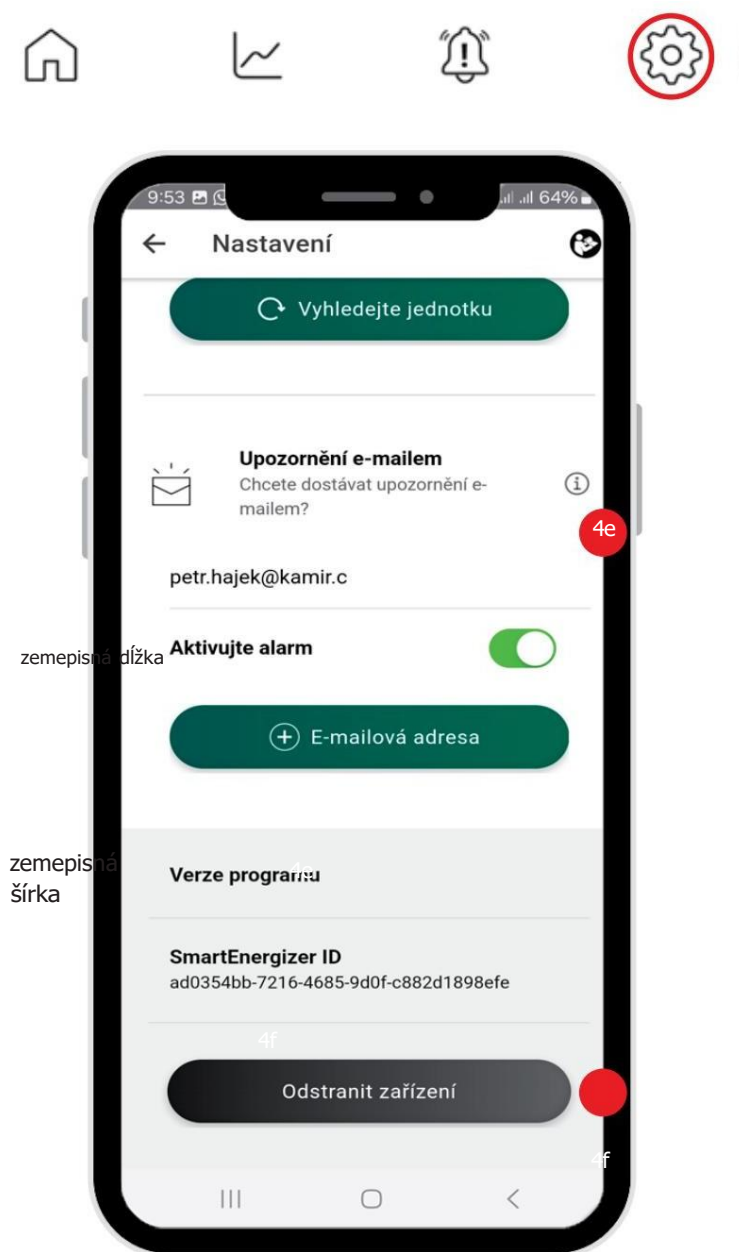 9:53 64%
Nastavení
Vyhledejte jednotku
Upozornění e-mailem
Chcete dostávat upozornění e-
mailem?
4e
petr.hajek@kamir.c
zemepisná dĺžka
Aktivujte alarm
E-mailová adresa
zemepisná
šírka
Verze programu
4e
SmartEnergizer ID
ad0354bb-7216-4685-9d0f-c882d1898efe
4f
Odstranit zařízení
4f